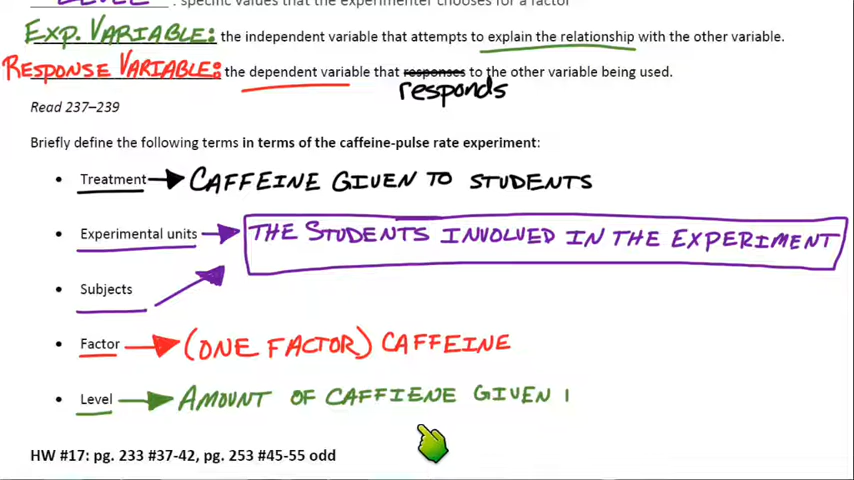 : specific values that the experimenter chooses for a factor
EXP. VARIABLE: the independent variable that attempts to explain the relationship with the other variable.
RESPONSE VARIABLE: the dependent variable that responses to the other variable being used.
responds
Read 237–239
Briefly define the following terms in terms of the caffeine-pulse rate experiment:
• Treatment → CAFFEINE GIVEN TO STUDENTS
• Experimental units → THE STUDENTS INVOLVED IN THE EXPERIMENT
• Subjects
• Factor → (ONE FACTOR) CAFFEINE
• Level → AMOUNT OF CAFFIENE GIVEN I
HW #17: pg. 233 #37-42, pg. 253 #45-55 odd